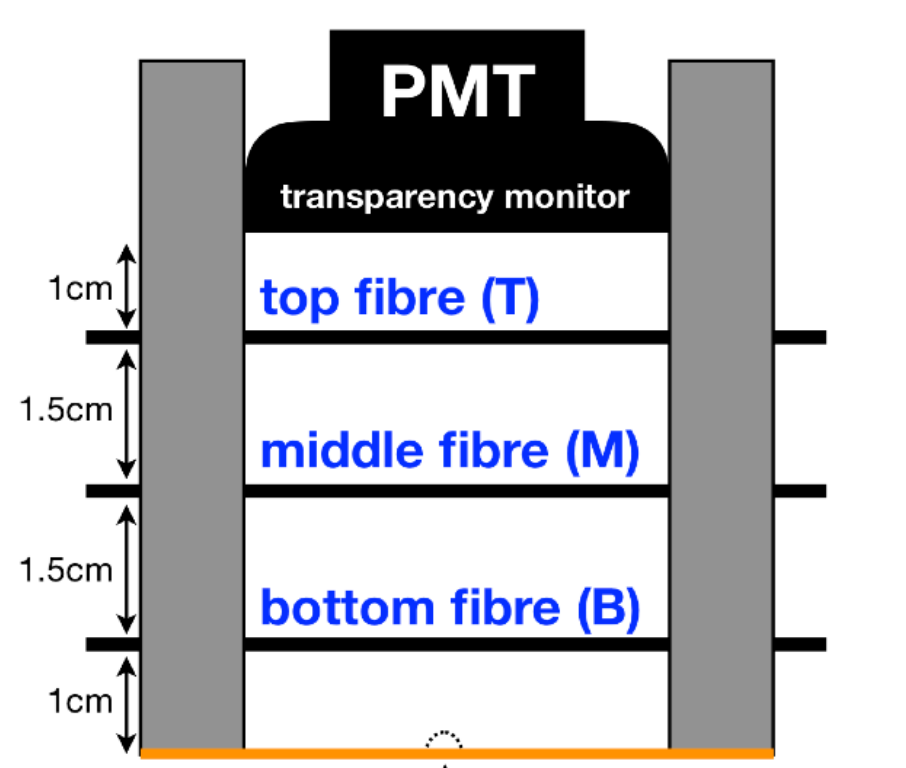 PMT
transparency monitor
1cm
top fibre (T)
1.5cm
middle fibre (M)
1.5cm
bottom fibre (B)
1cm